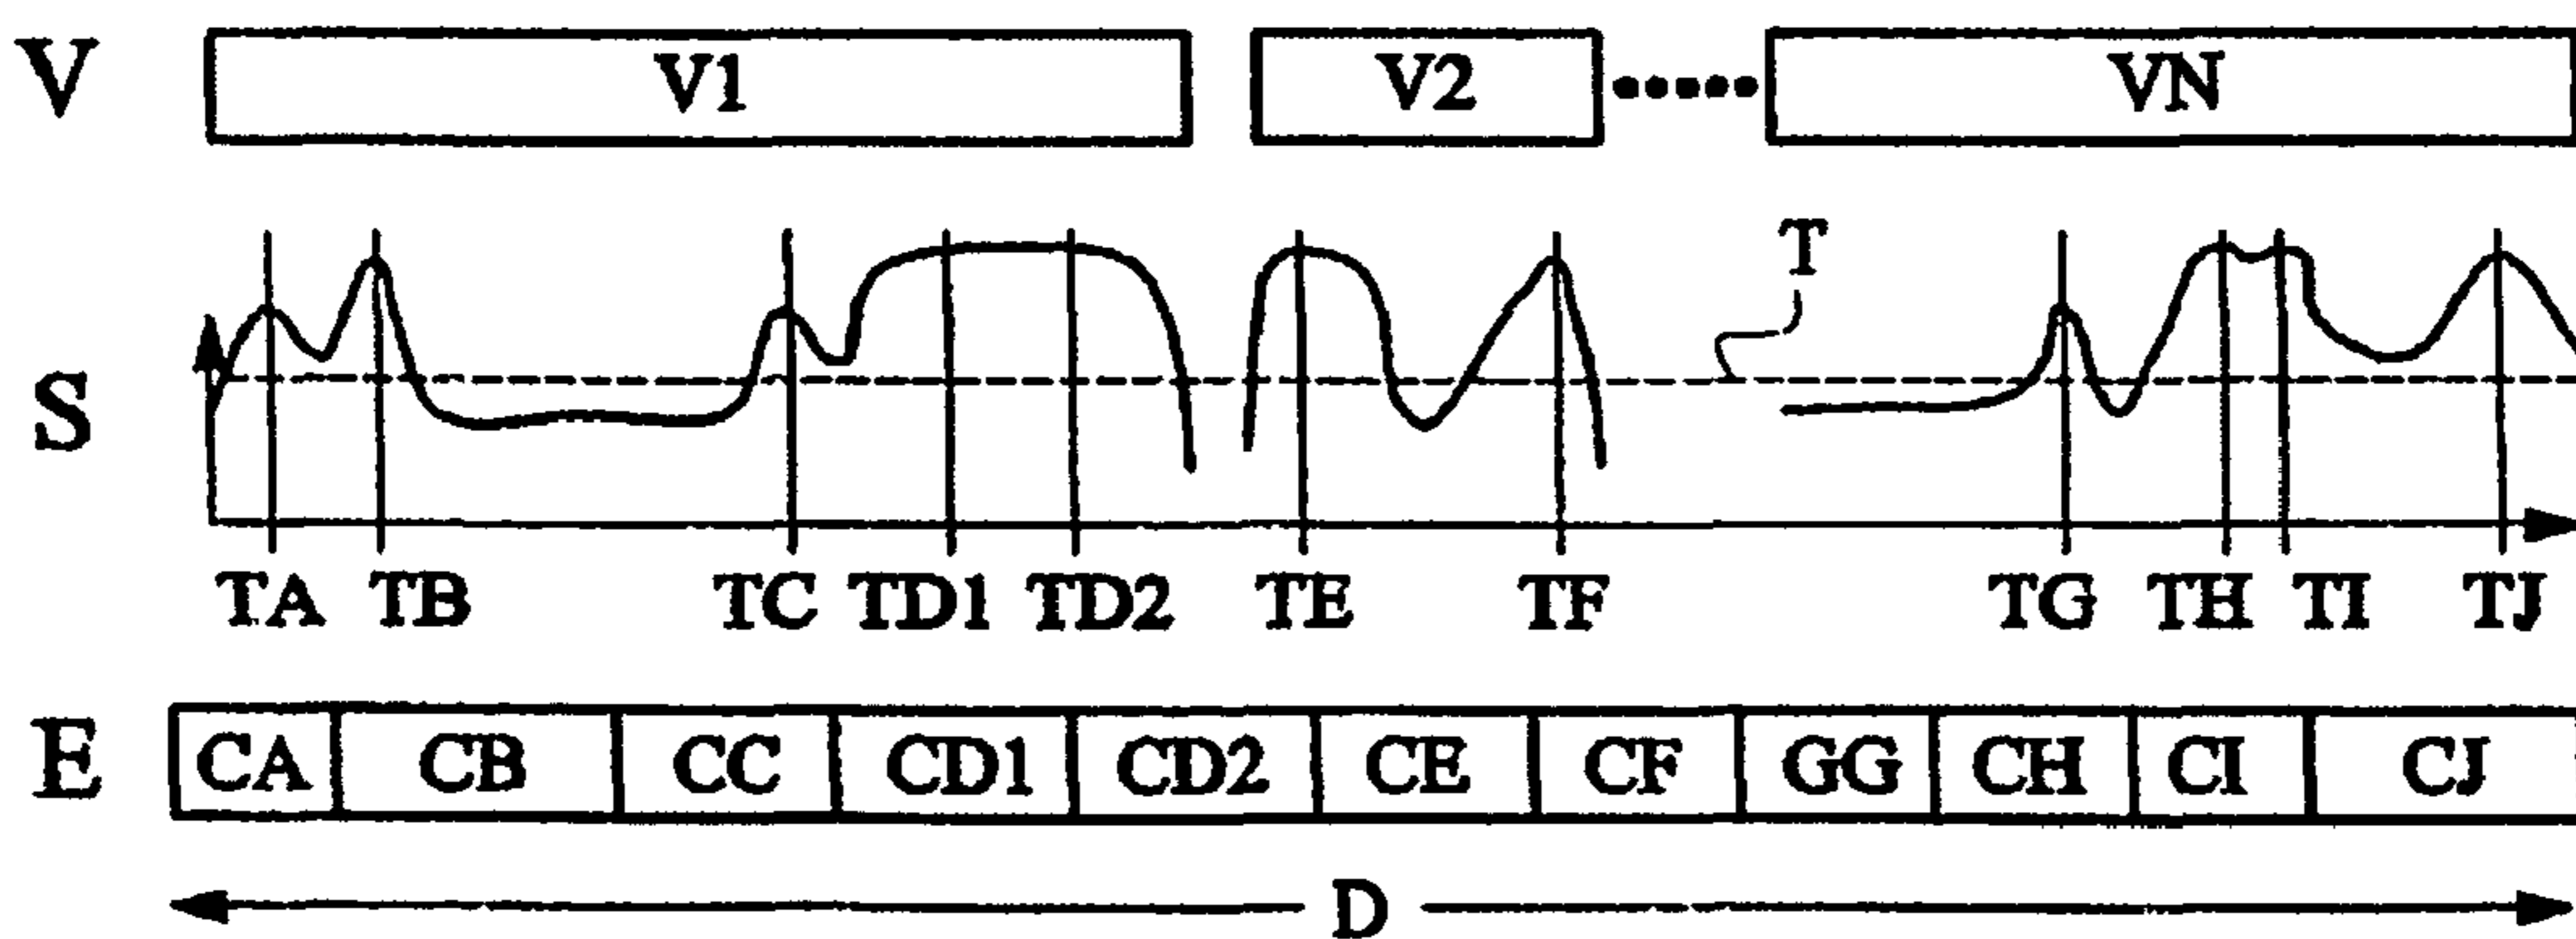 V V1 V2 VN
T
S
TA TB TC TD1 TD2 TE TF TG TH TI TJ
E CA CB CC CD1 CD2 CE CF GG CH CI CJ
D